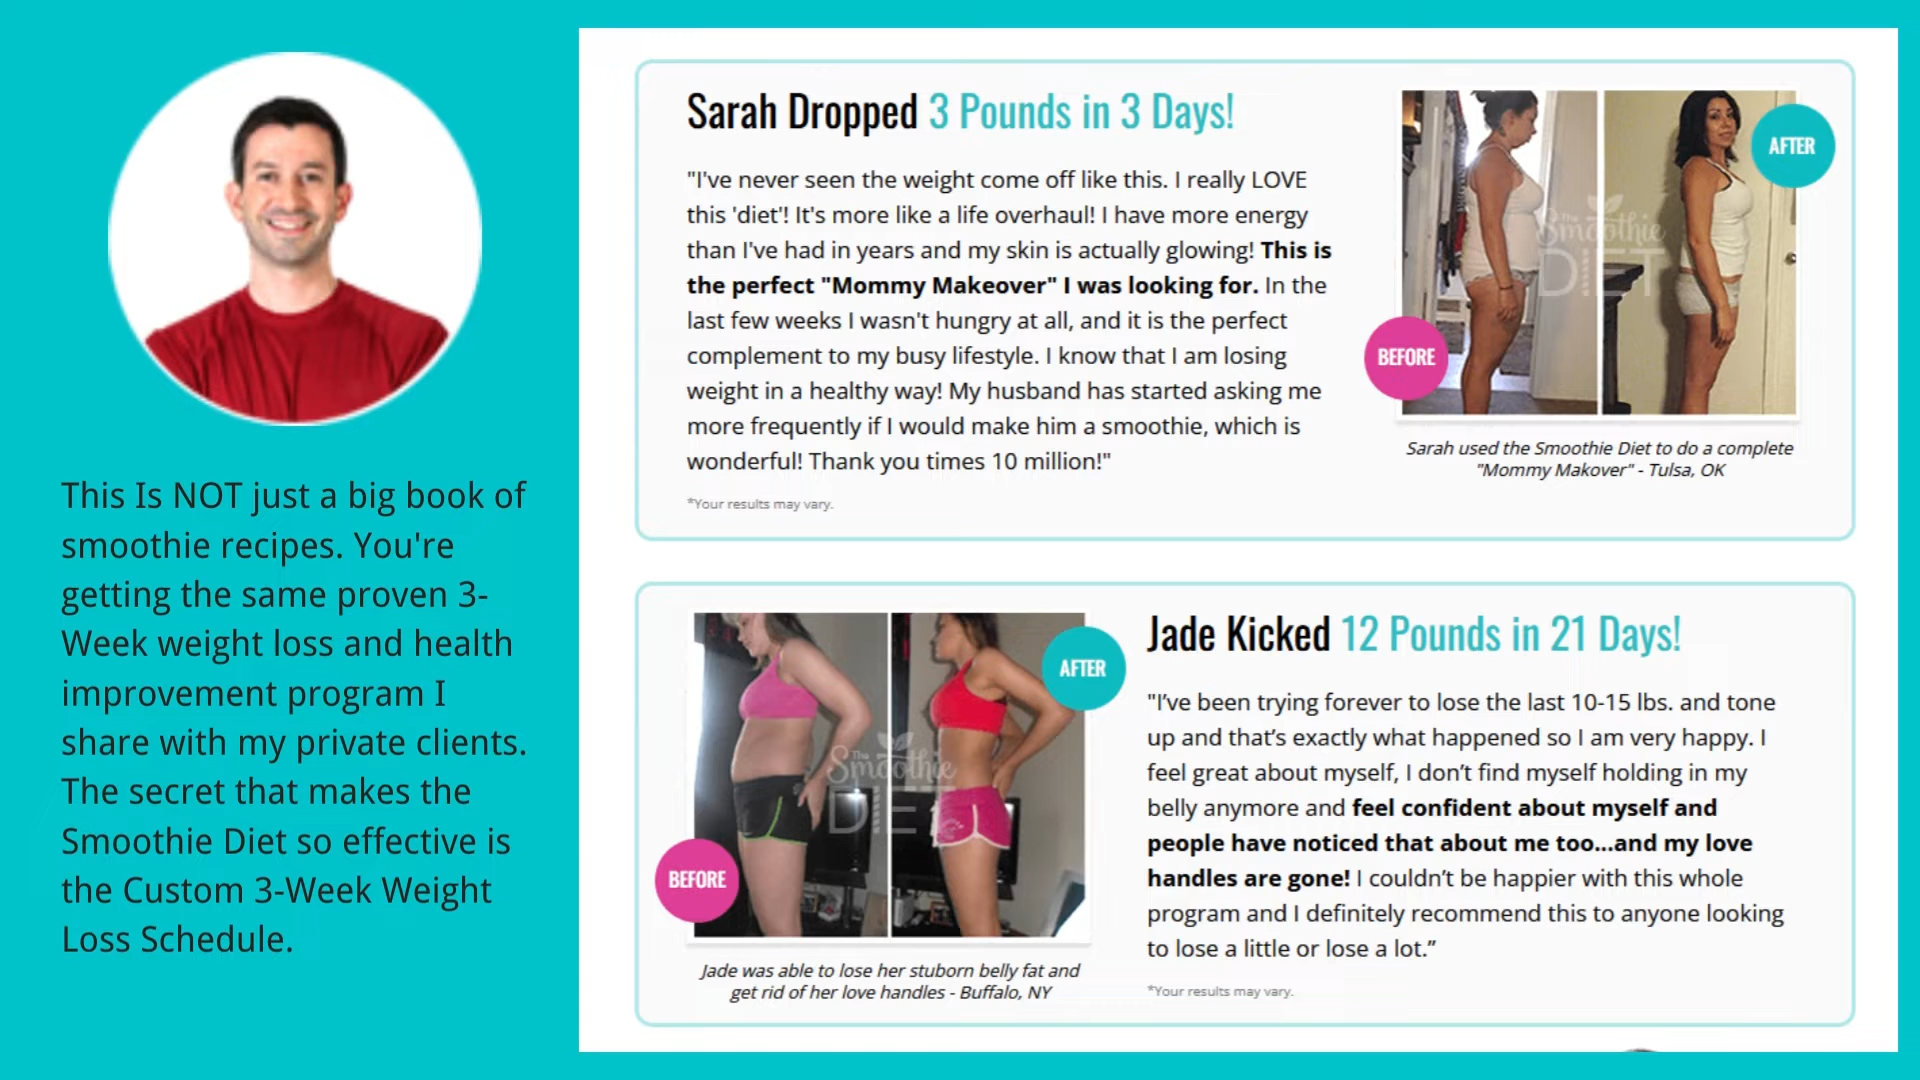 This Is NOT just a big book of
smoothie recipes. You're
getting the same proven 3-
Week weight loss and health
improvement program I
share with my private clients.
The secret that makes the
Smoothie Diet so effective is
the Custom 3-Week Weight
Loss Schedule.
Sarah Dropped 3 Pounds in 3 Days!
"I've never seen the weight come off like this. I really LOVE
this 'diet'! It's more like a life overhaul! I have more energy
than I've had in years and my skin is actually glowing! This is
the perfect "Mommy Makeover" I was looking for. In the
last few weeks I wasn't hungry at all, and it is the perfect
complement to my busy lifestyle. I know that I am losing
weight in a healthy way! My husband has started asking me
more frequently if I would make him a smoothie, which is
wonderful! Thank you times 10 million!"
*Your results may vary.
AFTER
The
Smoothie
DIET
BEFORE
Sarah used the Smoothie Diet to do a complete
"Mommy Makover" - Tulsa, OK
AFTER
The
Smoothie
DIET
BEFORE
Jade was able to lose her stuborn belly fat and
get rid of her love handles - Buffalo, NY
Jade Kicked 12 Pounds in 21 Days!
"I’ve been trying forever to lose the last 10-15 lbs. and tone
up and that’s exactly what happened so I am very happy. I
feel great about myself, I don’t find myself holding in my
belly anymore and feel confident about myself and
people have noticed that about me too...and my love
handles are gone! I couldn’t be happier with this whole
program and I definitely recommend this to anyone looking
to lose a little or lose a lot.”
*Your results may vary.